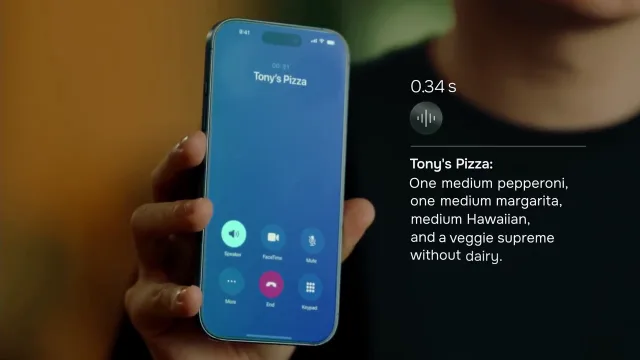 9:41
Tony's Pizza
Speaker
FaceTime
Mute
More
End
Keypad
0.34 s
Tony's Pizza:
One medium pepperoni,
one medium margarita,
medium Hawaiian,
and a veggie supreme
without dairy.